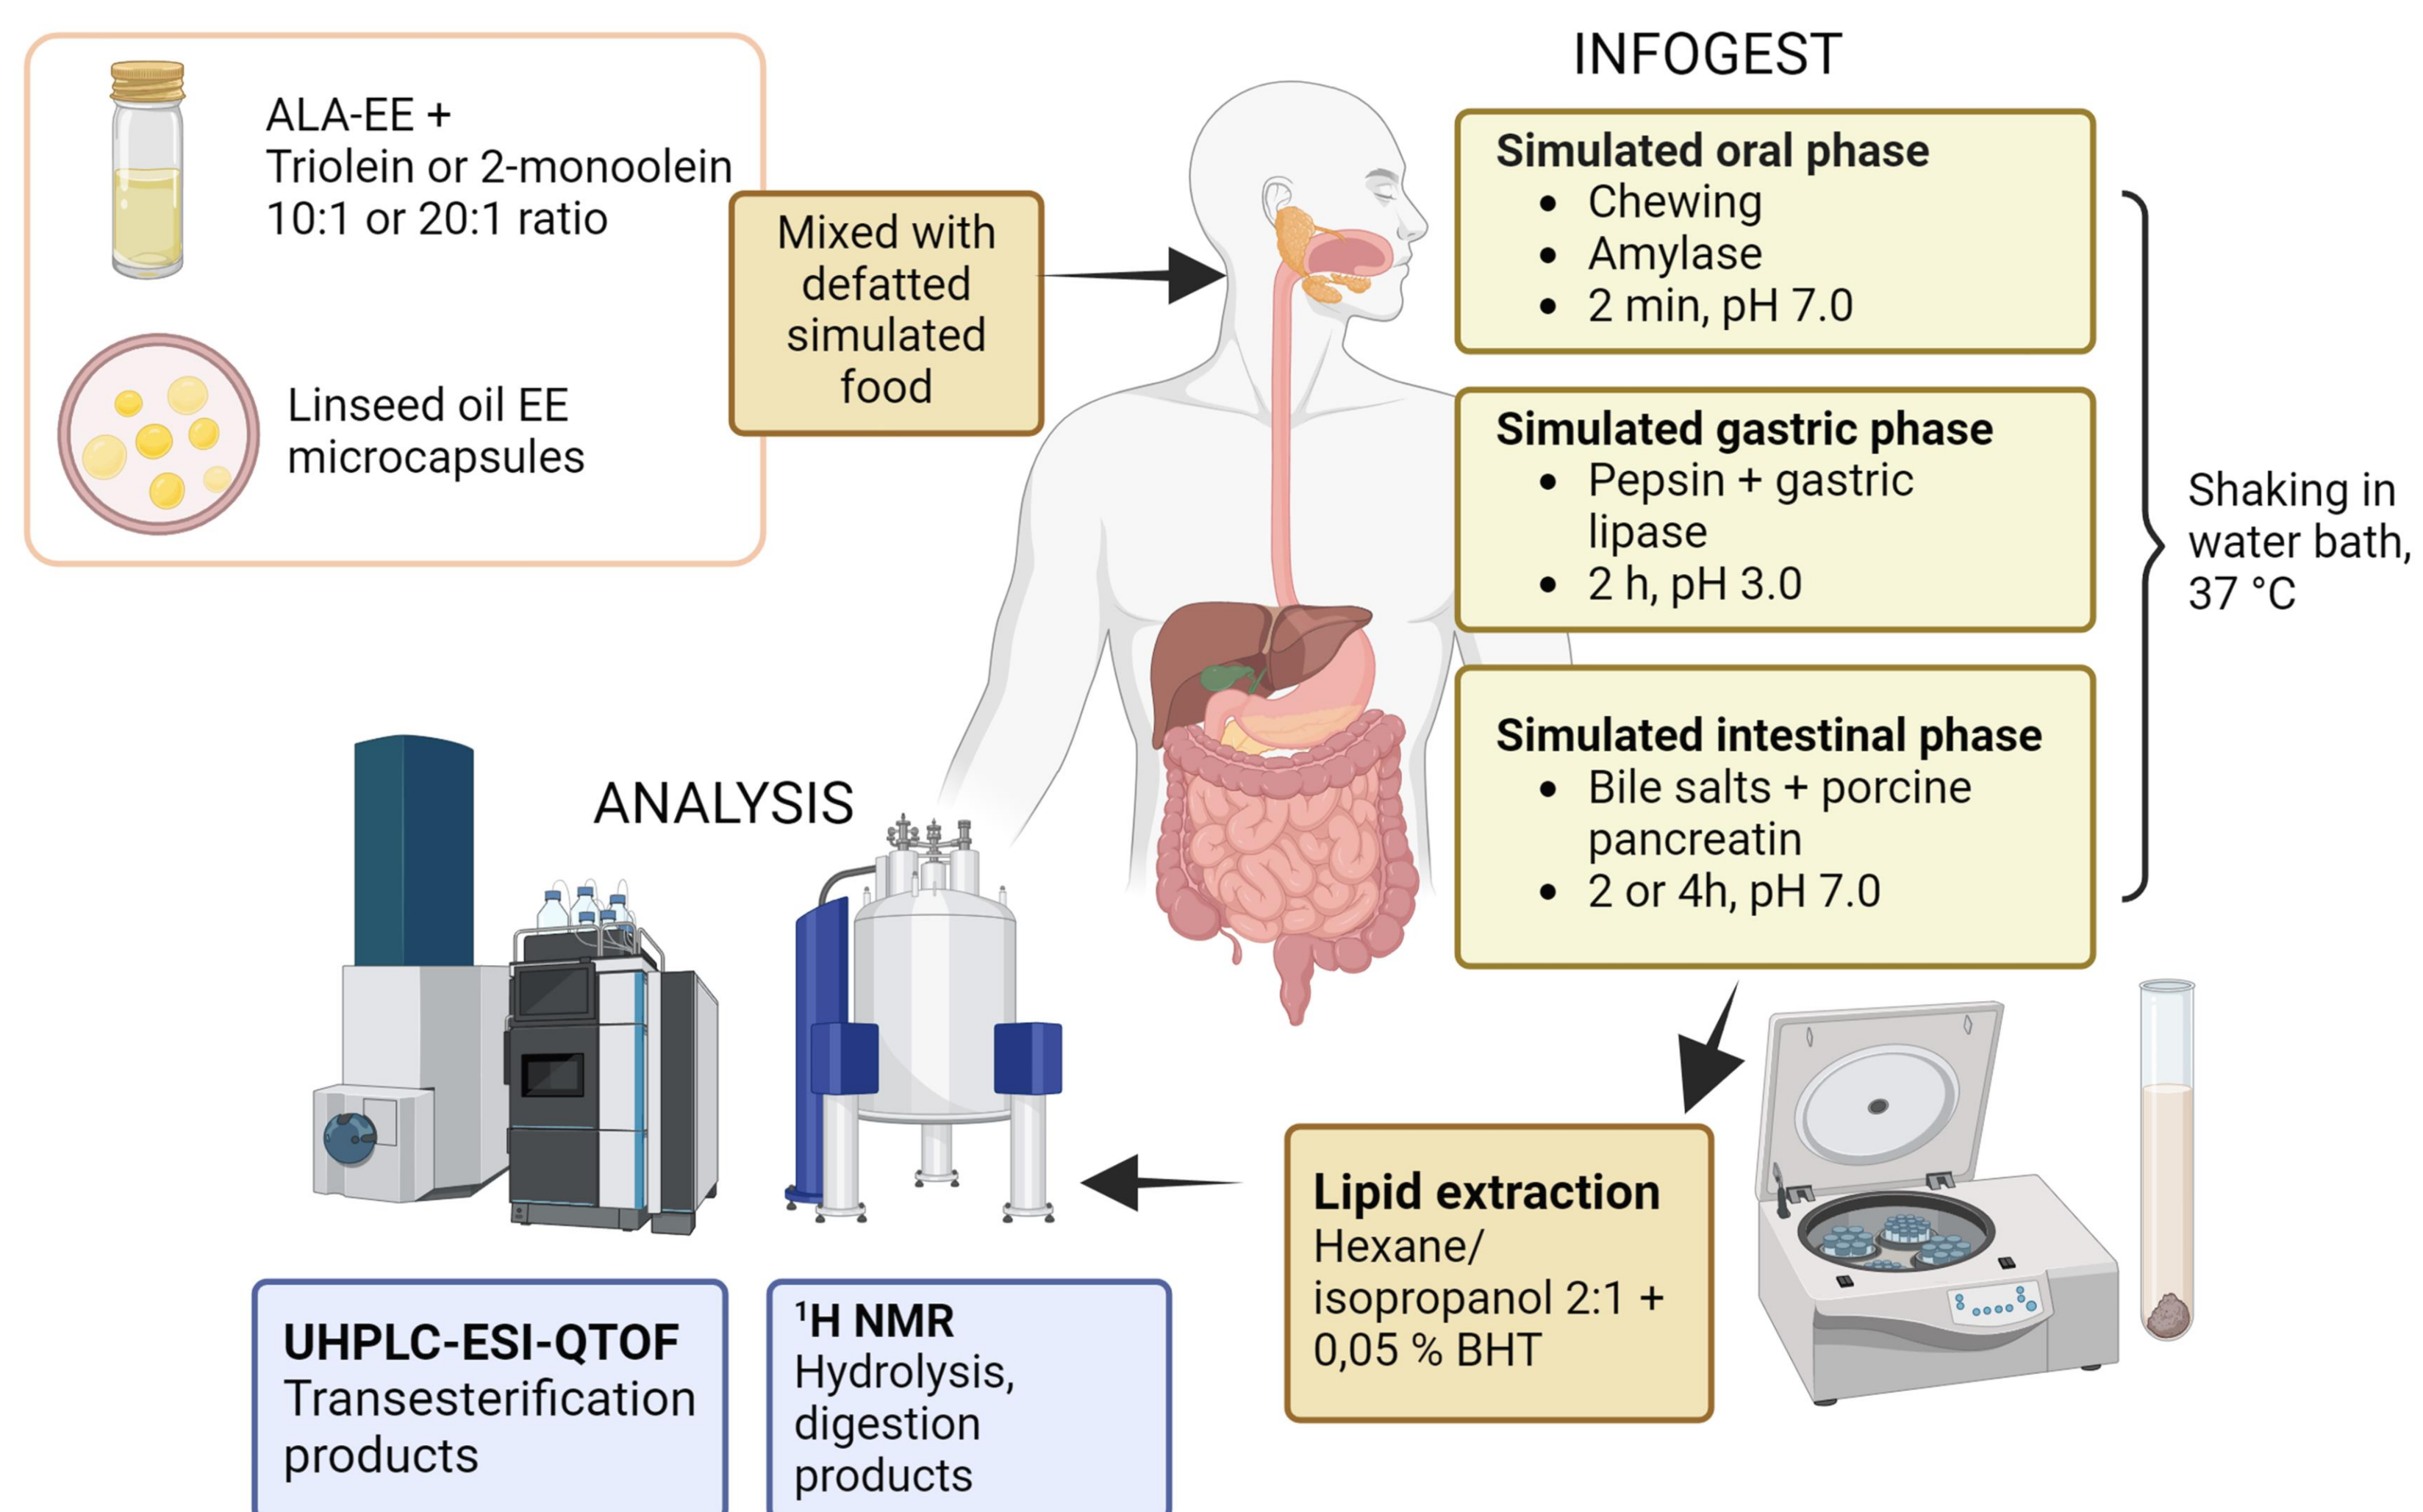 ALA-EE +
Triolein or 2-monoolein
10:1 or 20:1 ratio
Linseed oil EE
microcapsules
Mixed with
defatted
simulated
food
INFOGEST
Simulated oral phase
• Chewing
• Amylase
• 2 min, pH 7.0
Simulated gastric phase
• Pepsin + gastric
lipase
• 2 h, pH 3.0
Simulated intestinal phase
• Bile salts + porcine
pancreatin
• 2 or 4h, pH 7.0
Shaking in
water bath,
37 °C
Lipid extraction
Hexane/
isopropanol 2:1 +
0,05 % BHT
ANALYSIS
UHPLC-ESI-QTOF
Transesterification
products
¹H NMR
Hydrolysis,
digestion
products